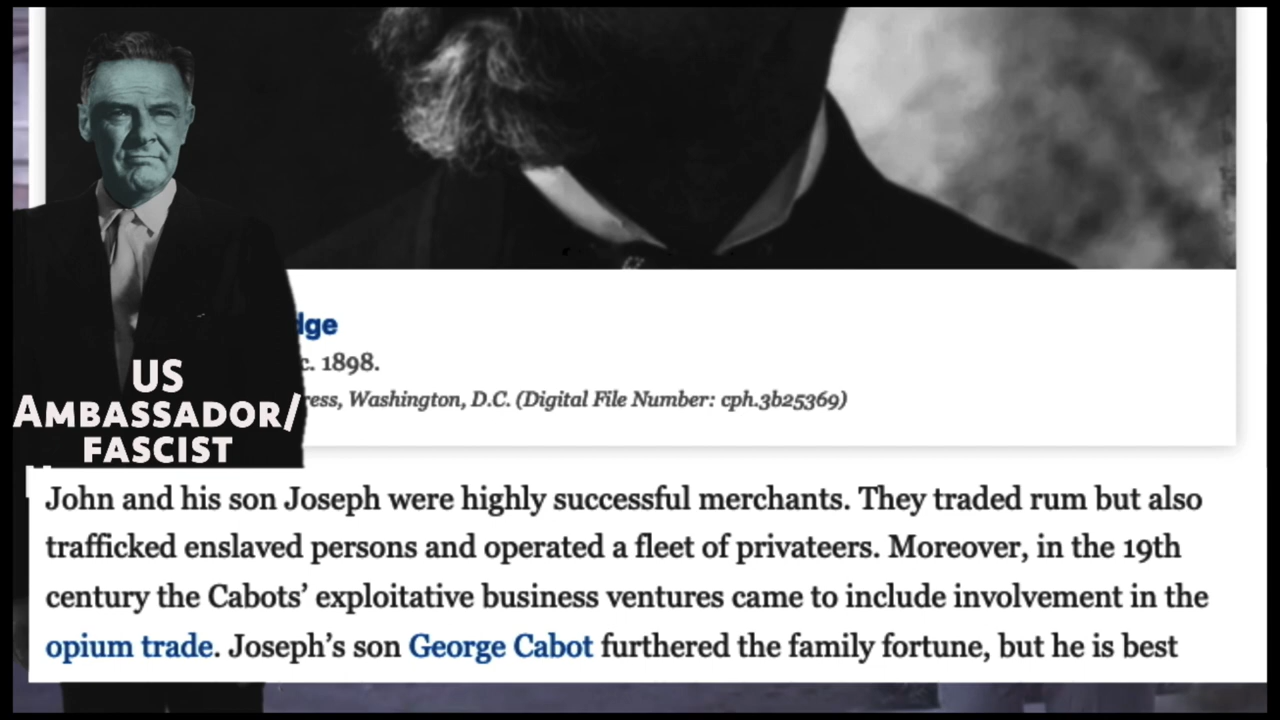 dge
c. 1898.
ress, Washington, D.C. (Digital File Number: cph.3b25369)
US
AMBASSADOR/
FASCIST
John and his son Joseph were highly successful merchants. They traded rum but also
trafficked enslaved persons and operated a fleet of privateers. Moreover, in the 19th
century the Cabots’ exploitative business ventures came to include involvement in the
opium trade. Joseph’s son George Cabot furthered the family fortune, but he is best